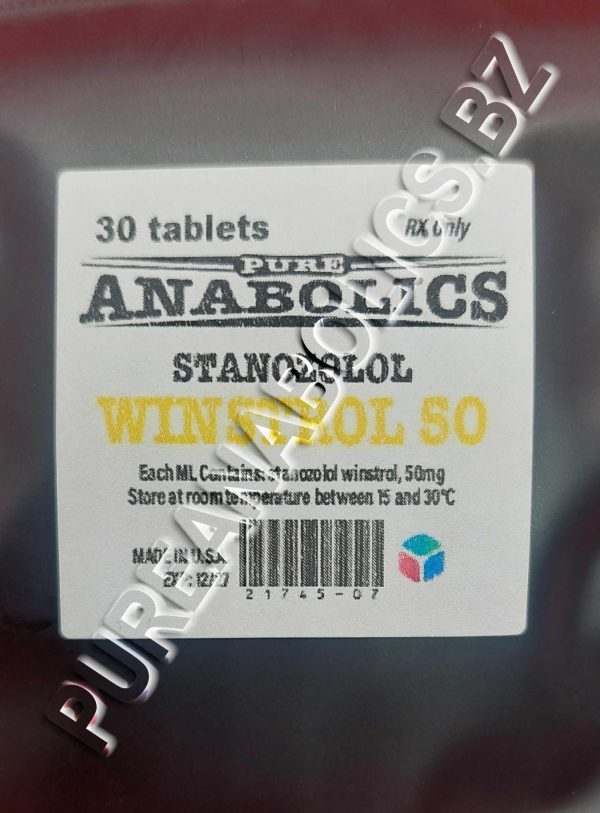 30 tablets
RX only
PURE
ANABOLICS
STANOZOLOL
WINSTROL 50
Each ML Contains: stanozolol winstrol, 50mg
Store at room temperature between 15 and 30°C
MADE IN U.S.A
21745-07
PUREANABOLICS.BZ